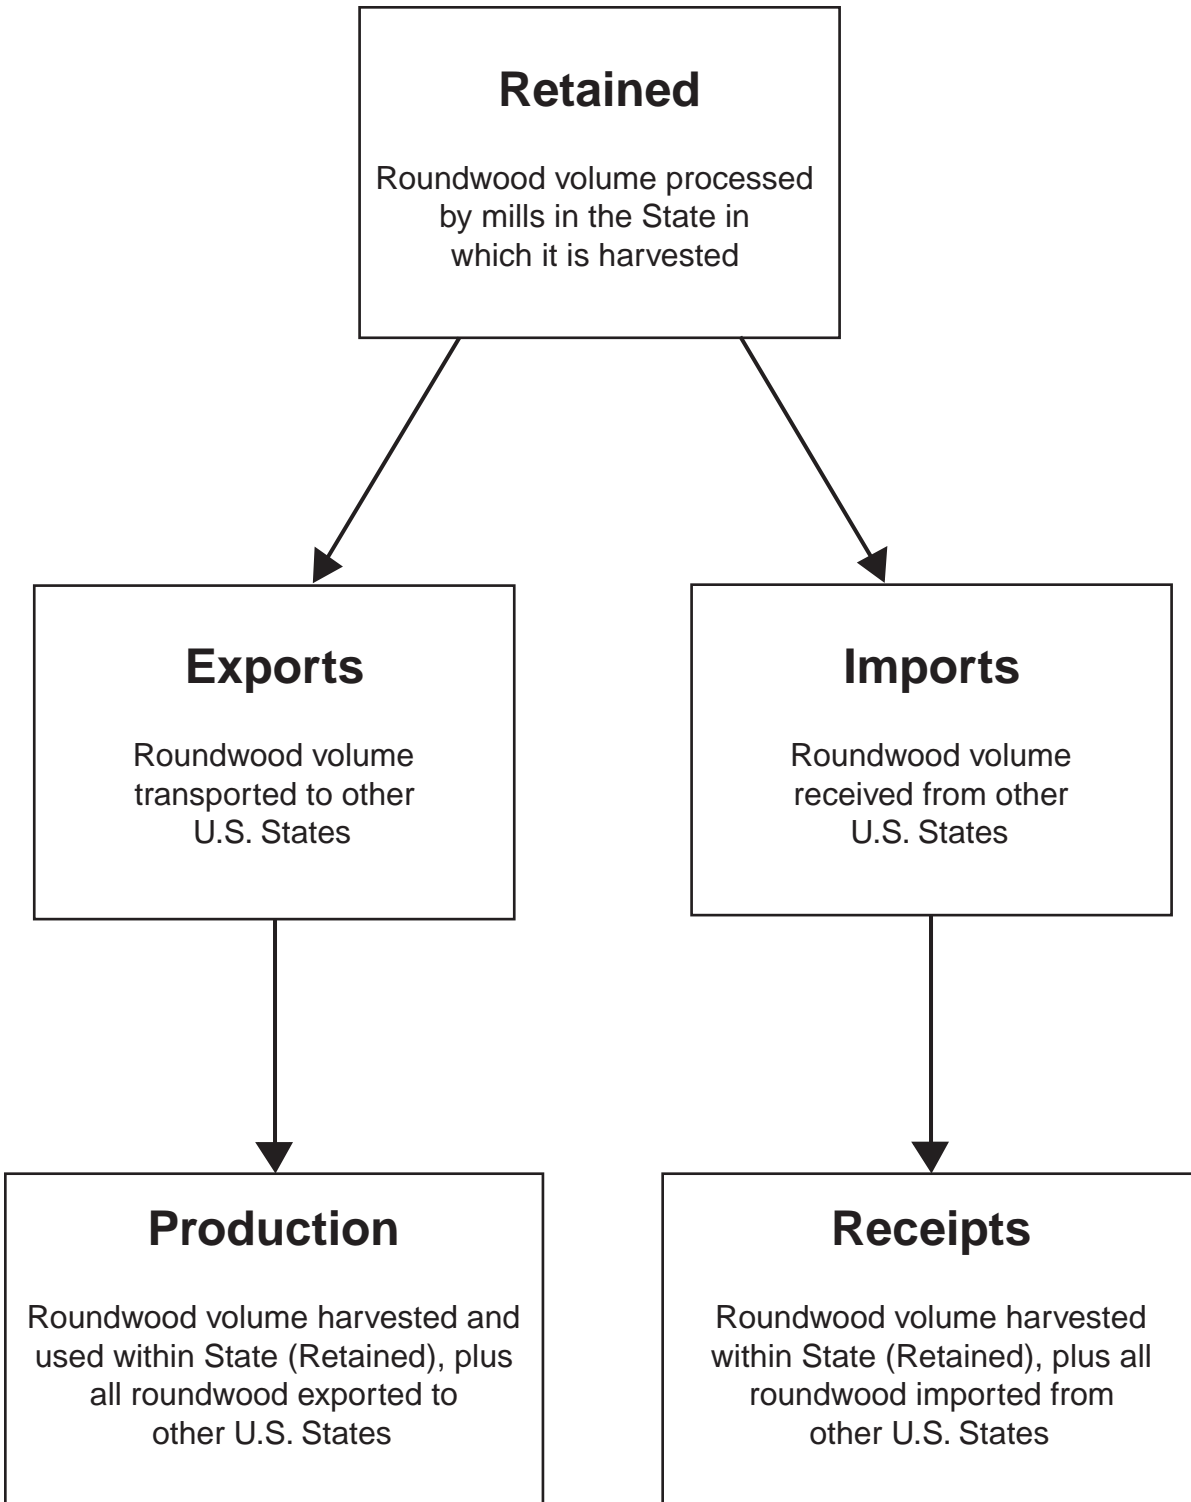 Retained
Roundwood volume processed
by mills in the State in
which it is harvested
Exports
Roundwood volume
transported to other
U.S. States
Imports
Roundwood volume
received from other
U.S. States
Production
Roundwood volume harvested and
used within State (Retained), plus
all roundwood exported to
other U.S. States
Receipts
Roundwood volume harvested
within State (Retained), plus all
roundwood imported from
other U.S. States